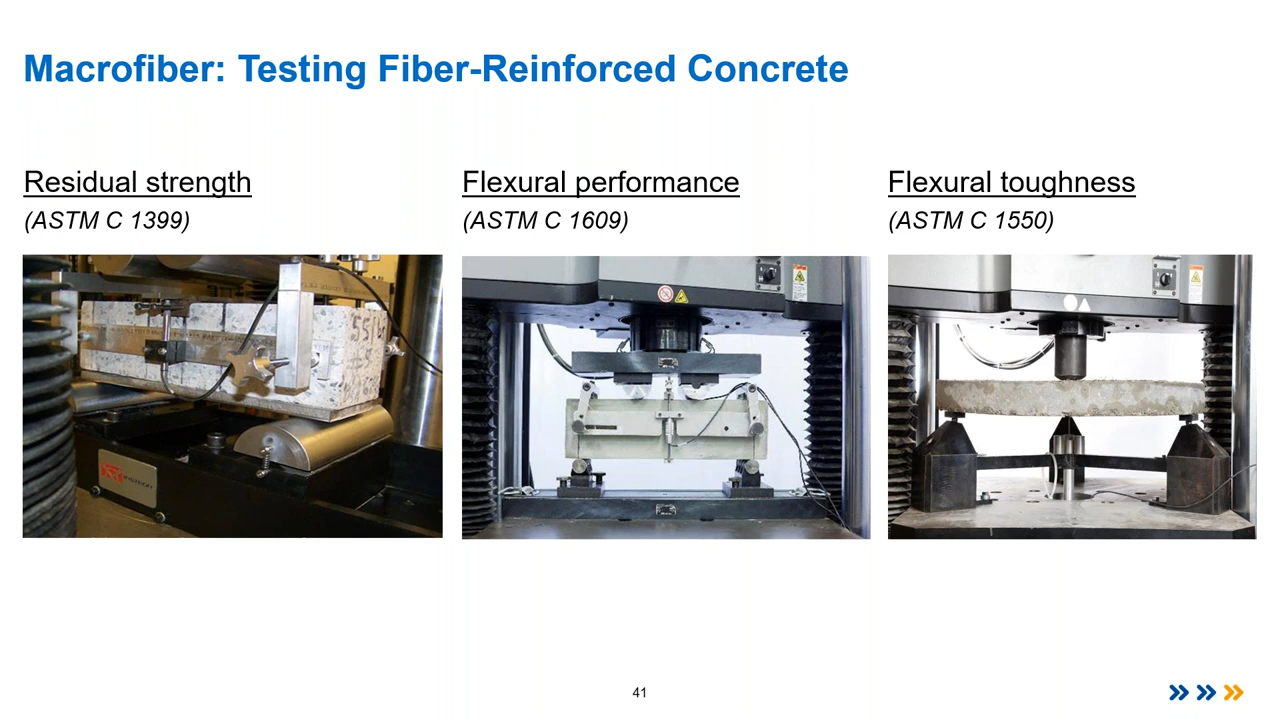 Macrofiber: Testing Fiber-Reinforced Concrete
Residual strength
(ASTM C 1399)
Flexural performance
(ASTM C 1609)
Flexural toughness
(ASTM C 1550)
41